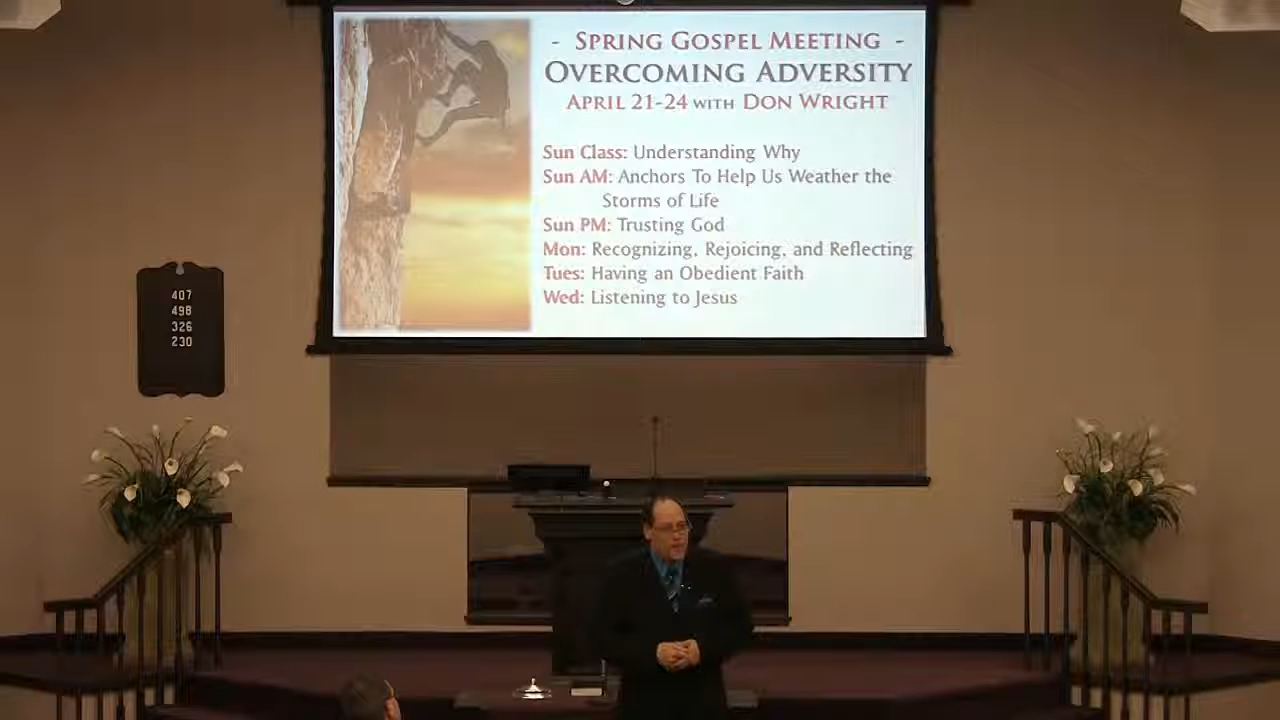 - SPRING GOSPEL MEETING -
OVERCOMING ADVERSITY
APRIL 21-24 WITH DON WRIGHT
Sun Class: Understanding Why
Sun AM: Anchors To Help Us Weather the
Storms of Life
Sun PM: Trusting God
Mon: Recognizing, Rejoicing, and Reflecting
Tues: Having an Obedient Faith
Wed: Listening to Jesus
407
498
326
230